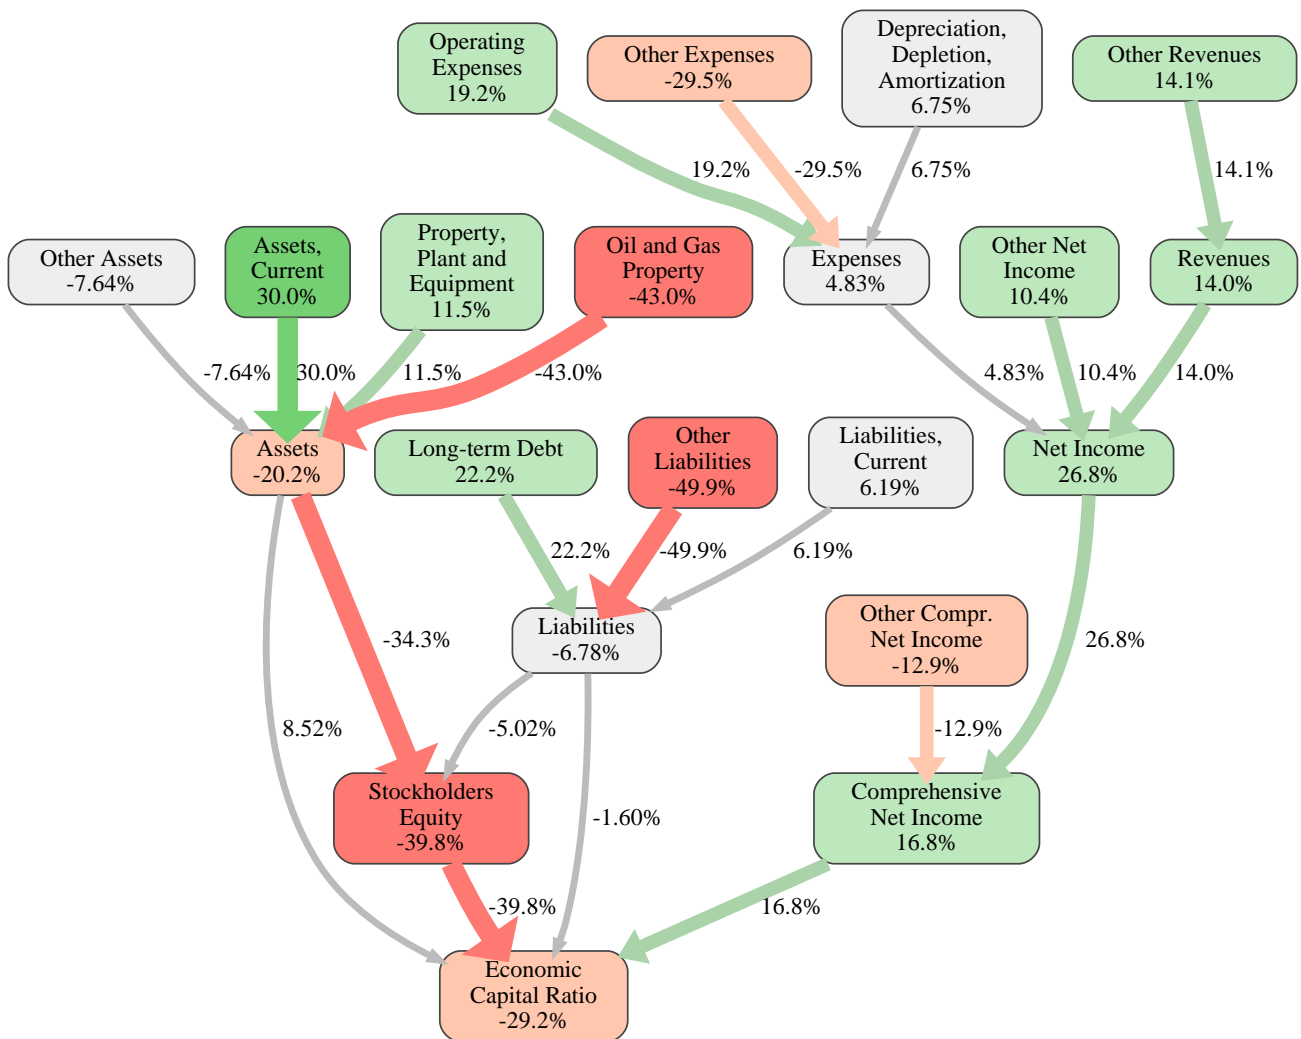 Operating
Expenses
19.2%
Other Expenses
-29.5%
Depreciation,
Depletion,
Amortization
6.75%
Other Revenues
14.1%
19.2%
-29.5%
6.75%
14.1%
Other Assets
-7.64%
Assets,
Current
30.0%
Property,
Plant and
Equipment
11.5%
Oil and Gas
Property
-43.0%
Expenses
4.83%
Other Net
Income
10.4%
Revenues
14.0%
-7.64%
30.0%
11.5%
-43.0%
4.83%
10.4%
14.0%
Assets
-20.2%
Long-term Debt
22.2%
Other
Liabilities
-49.9%
Liabilities,
Current
6.19%
Net Income
26.8%
22.2%
-49.9%
6.19%
Liabilities
-6.78%
Other Compr.
Net Income
-12.9%
-34.3%
26.8%
8.52%
-5.02%
-12.9%
Stockholders
Equity
-39.8%
-1.60%
Comprehensive
Net Income
16.8%
-39.8%
16.8%
Economic
Capital Ratio
-29.2%